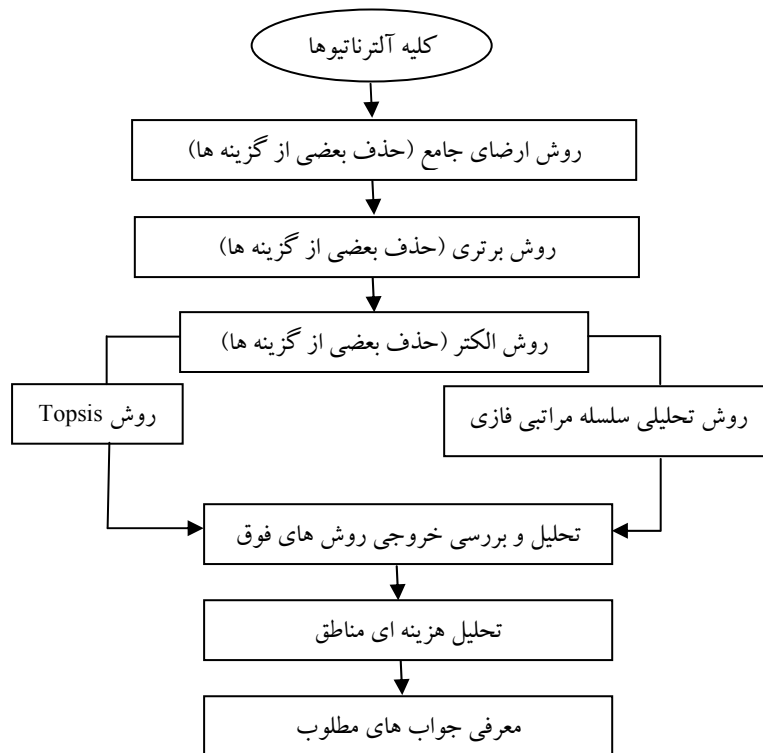 کلیه آلترناتیوها
روش ارضای جامع (حذف بعضی از گزینه ها)
روش برتری (حذف بعضی از گزینه ها)
روش الکتر (حذف بعضی از گزینه ها)
روش تحلیلی سلسله مراتبی فازی
روش Topsis
تحلیل و بررسی خروجی روش های فوق
تحلیل هزینه ای مناطق
معرفی جواب های مطلوب